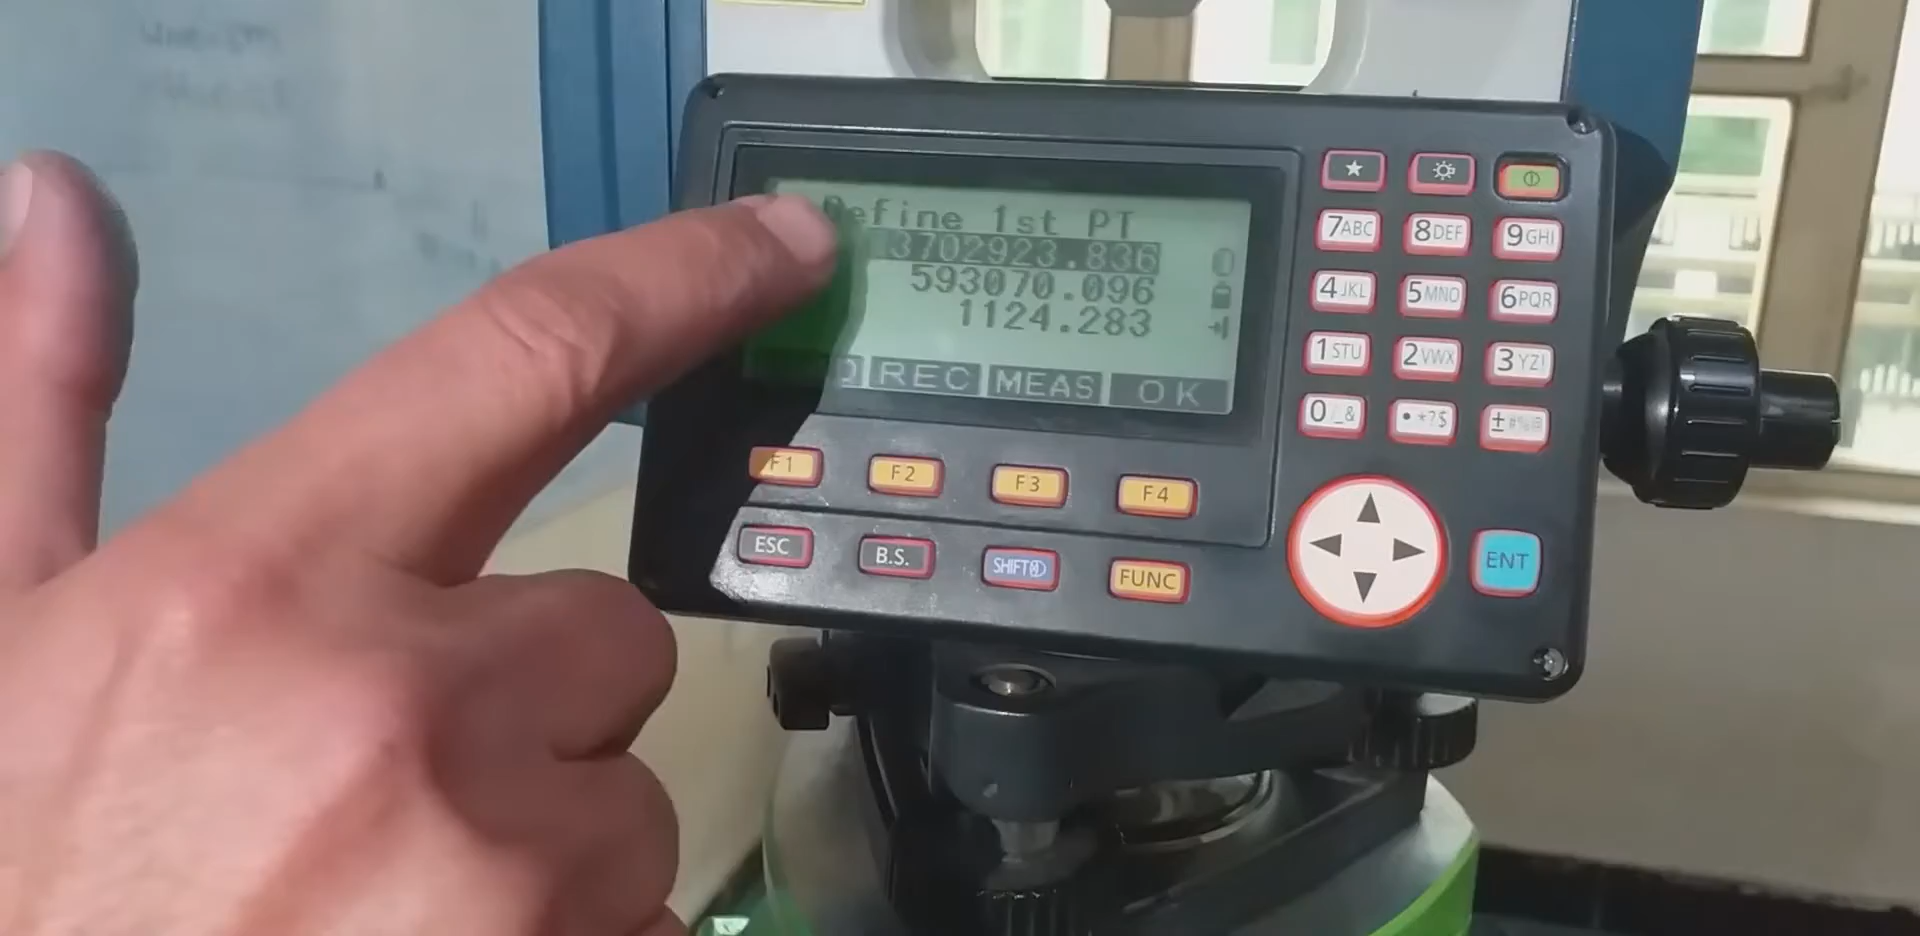 Define 1st PT
3702923.836
593070.096
1124.283
REC MEAS OK
★
7ABC 8DEF 9GHI
4JKL 5MNO 6PQR
1STU 2VWX 3YZ!
0/_& •*?$ ±#%@
F1 F2 F3 F4
ESC B.S. SHIFT FUNC
ENT